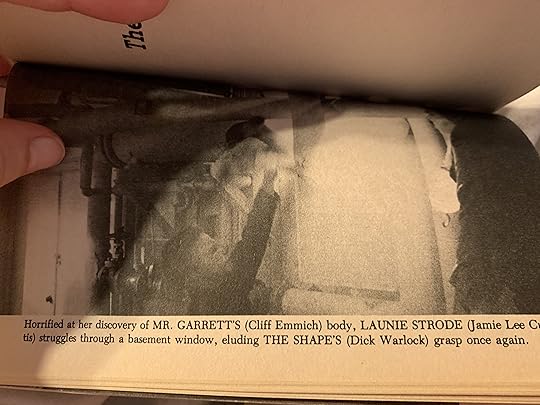 The
Horrified at her discovery of MR. GARRETT'S (Cliff Emmich) body, LAUNIE STRODE (Jamie Lee Cu
tis) struggles through a basement window, eluding THE SHAPE'S (Dick Warlock) grasp once again.